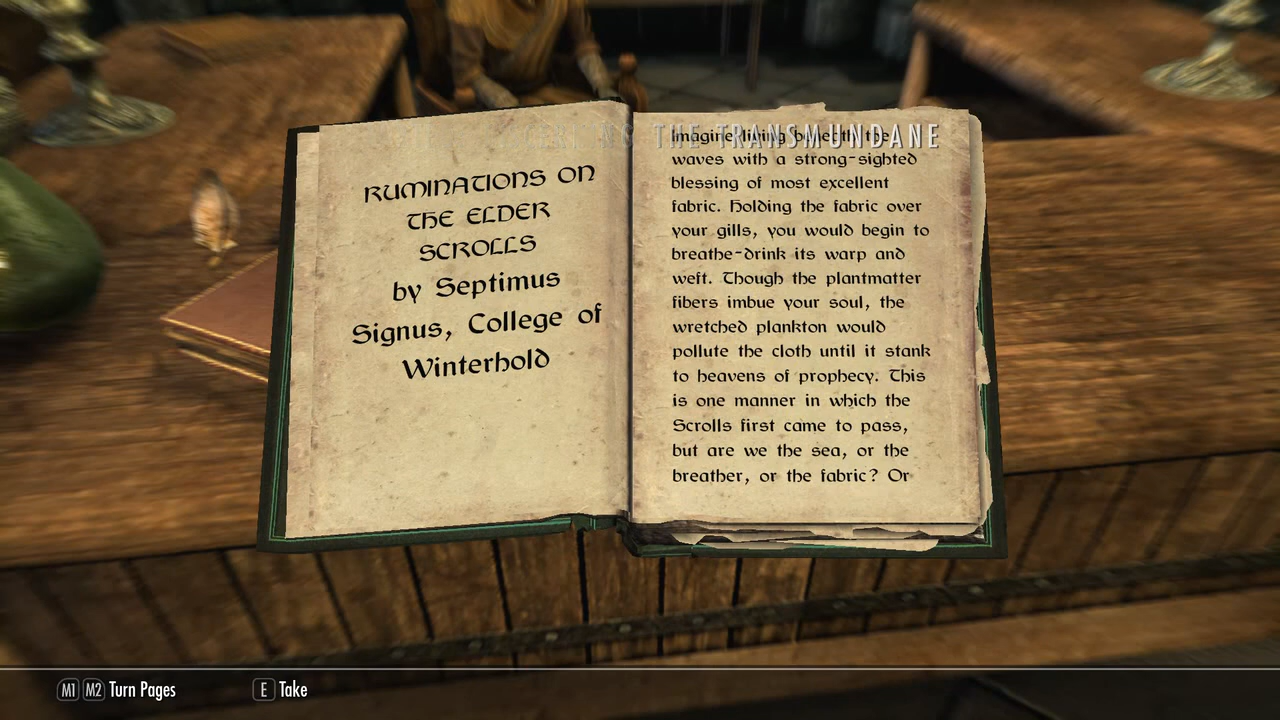 RUMINATIONS ON
THE ELDER
SCROLLS
by Septimus
Signus, College of
Winterhold
THE TRANSMUNDANE
Imagine living beneath the
waves with a strong-sighted
blessing of most excellent
fabric. Holding the fabric over
your gills, you would begin to
breathe-drink its warp and
weft. Though the plantmatter
fibers imbue your soul, the
wretched plankton would
pollute the cloth until it stank
to heavens of prophecy. This
is one manner in which the
Scrolls first came to pass,
but are we the sea, or the
breather, or the fabric? Or
M1 M2 Turn Pages
E Take